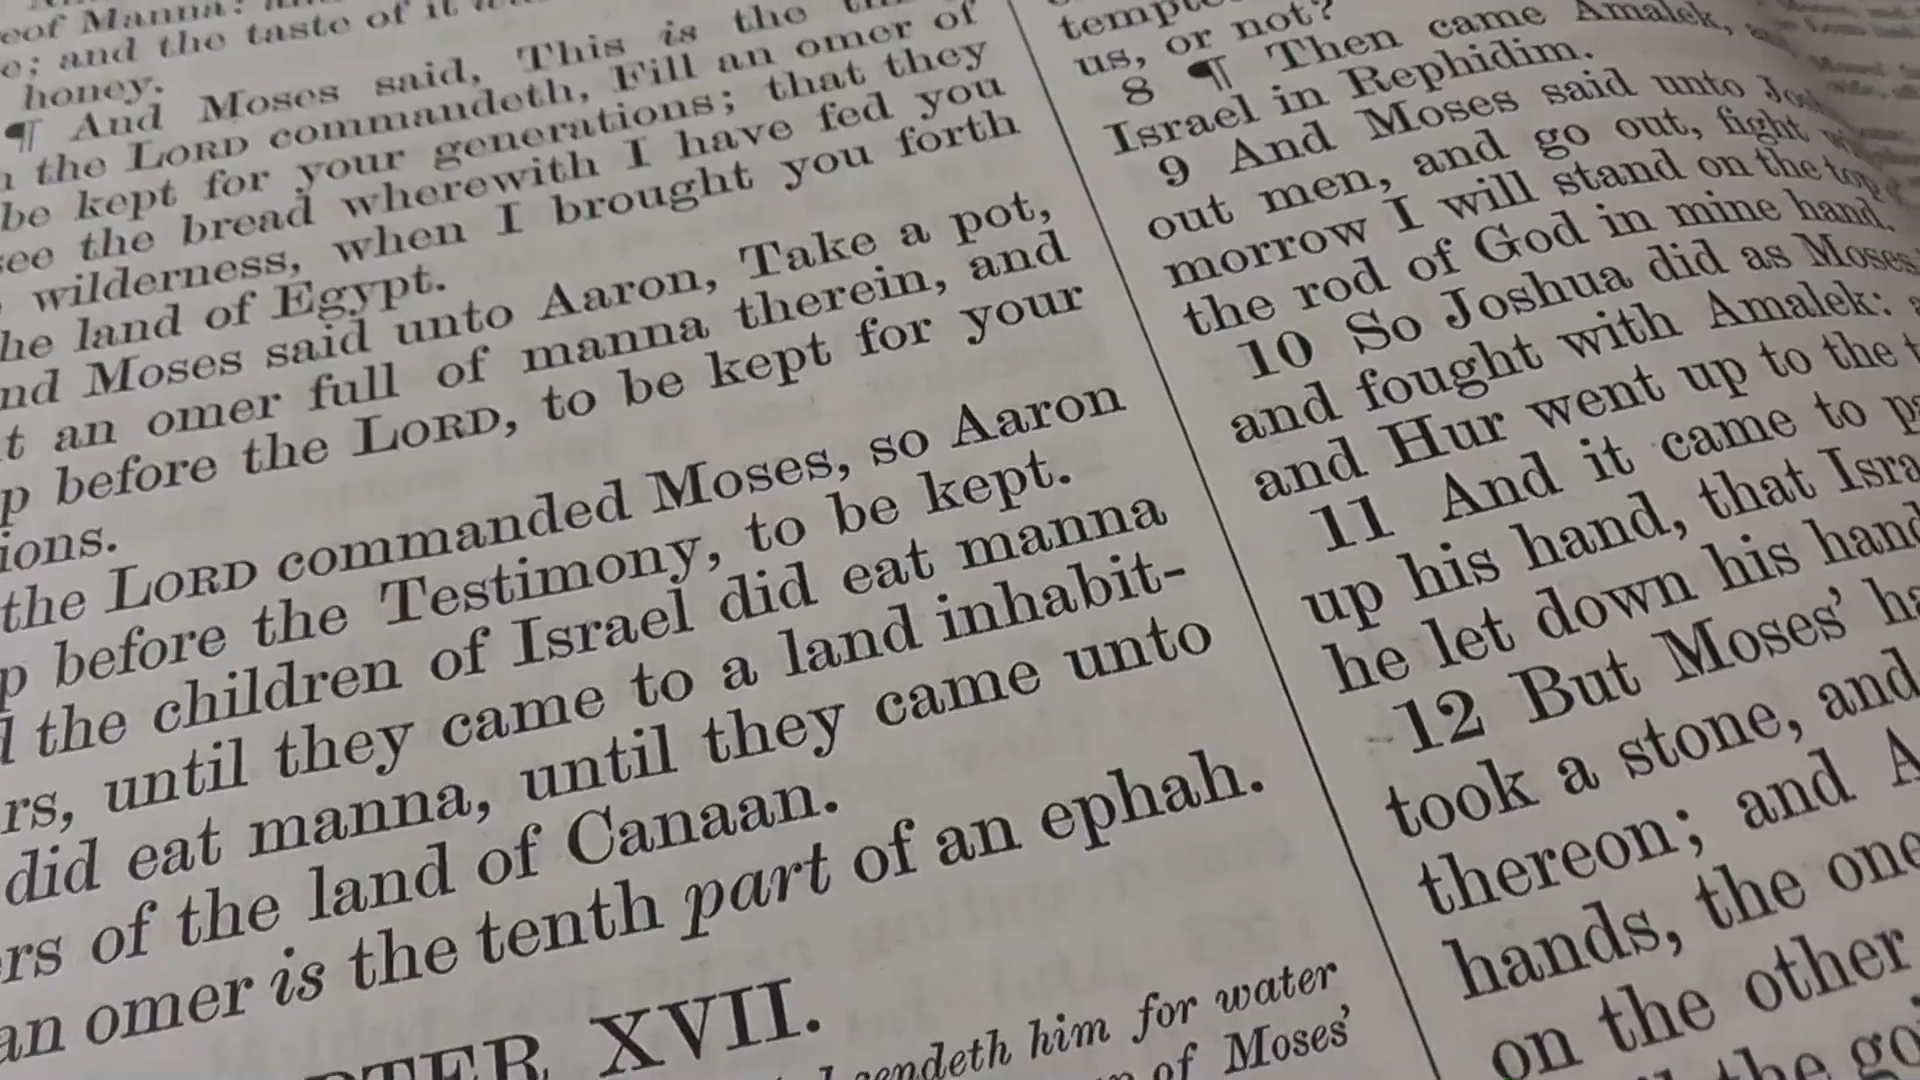 of Manna:
; and the taste of it
honey.
¶ And Moses said, This is the
the LORD commandeth, Fill an omer of
be kept for your generations; that they
see the bread wherewith I have fed you
wilderness, when I brought you forth
he land of Egypt.
nd Moses said unto Aaron, Take a pot,
t an omer full of manna therein, and
p before the LORD, to be kept for your
ions.
the LORD commanded Moses, so Aaron
p before the Testimony, to be kept.
the children of Israel did eat manna
rs, until they came to a land inhabit-
did eat manna, until they came unto
rs of the land of Canaan.
an omer is the tenth part of an ephah.
TER XVII.
sendeth him for water
of Moses'
us, or not?
8 ¶ Then came Amalek,
Israel in Rephidim.
9 And Moses said unto
out men, and go out, fight
morrow I will stand on the top
the rod of God in mine hand.
10 So Joshua did as Moses
and fought with Amalek:
and Hur went up to the
11 And it came to
up his hand, that Isra
he let down his hand
12 But Moses' ha
took a stone, and
thereon; and A
hands, the one
on the other
the